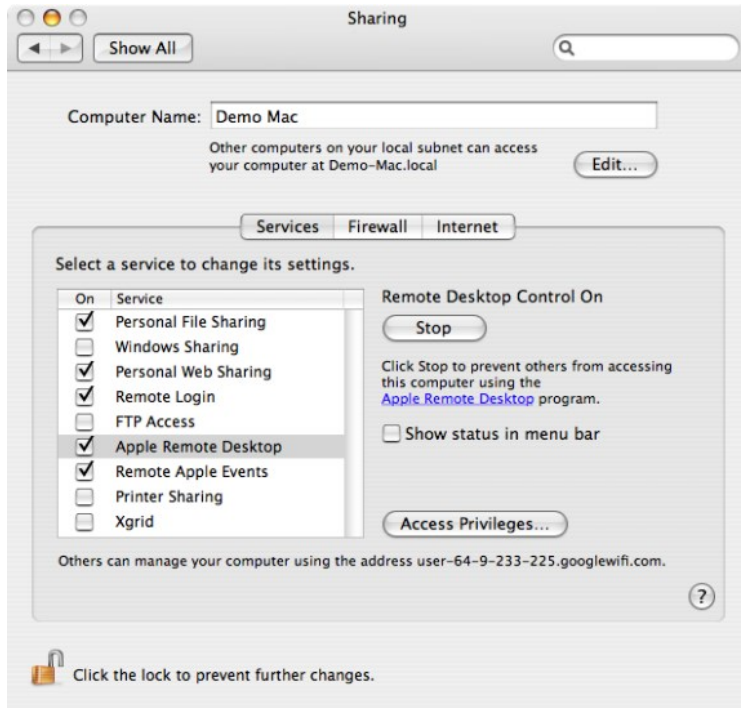 Sharing
Show All
Computer Name: Demo Mac
Other computers on your local subnet can access
your computer at Demo-Mac.local
Edit...
Services Firewall Internet
Select a service to change its settings.
On Service
Personal File Sharing
Windows Sharing
Personal Web Sharing
Remote Login
FTP Access
Apple Remote Desktop
Remote Apple Events
Printer Sharing
Xgrid
Remote Desktop Control On
Stop
Click Stop to prevent others from accessing
this computer using the
Apple Remote Desktop program.
Show status in menu bar
Access Privileges...
Others can manage your computer using the address user-64-9-233-225.googlewifi.com.
?
Click the lock to prevent further changes.